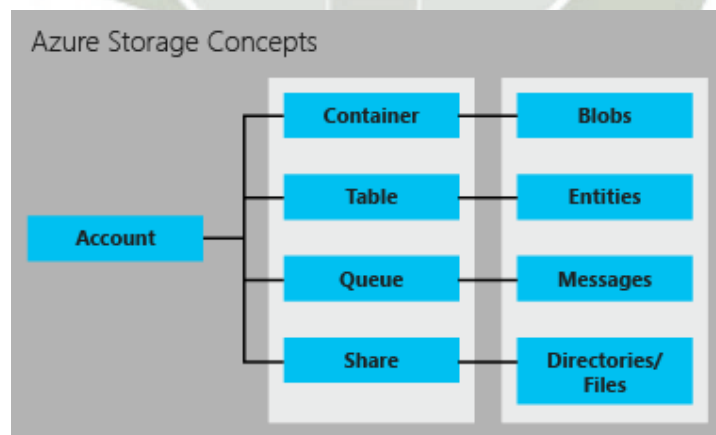 Azure Storage Concepts
Container
Blobs
Table
Entities
Account
Queue
Messages
Share
Directories/
Files